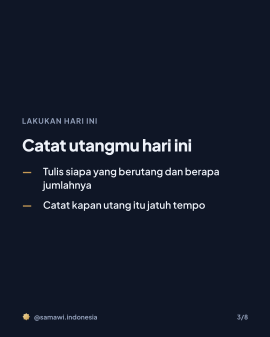 LAKUKAN HARI INI
Catat utangmu hari ini
— Tulis siapa yang berutang dan berapa
jumlahnya
— Catat kapan utang itu jatuh tempo
@samawi.indonesia
3/8